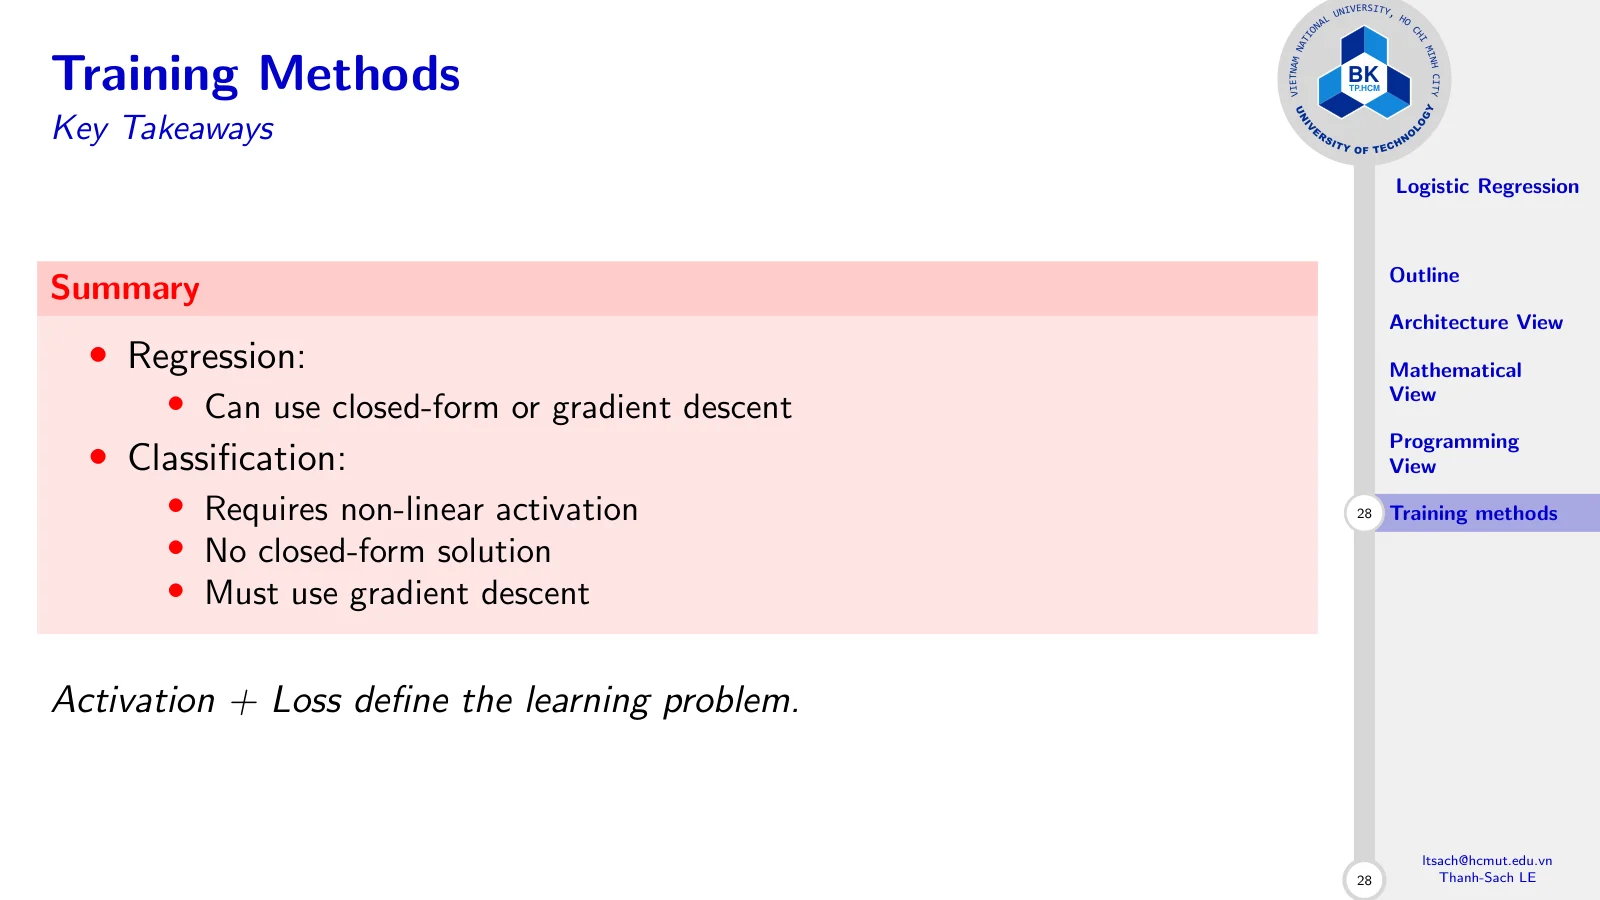 Training Methods
Key Takeaways
Summary
Regression:
Can use closed-form or gradient descent
Classification:
Requires non-linear activation
No closed-form solution
Must use gradient descent
Activation + Loss define the learning problem.
VIETNAM NATIONAL UNIVERSITY, HO CHI MINH CITY
BK
TP.HCM
UNIVERSITY OF TECHNOLOGY
Logistic Regression
Outline
Architecture View
Mathematical
View
Programming
View
28 Training methods
ltsach@hcmut.edu.vn
Thanh-Sach LE
28